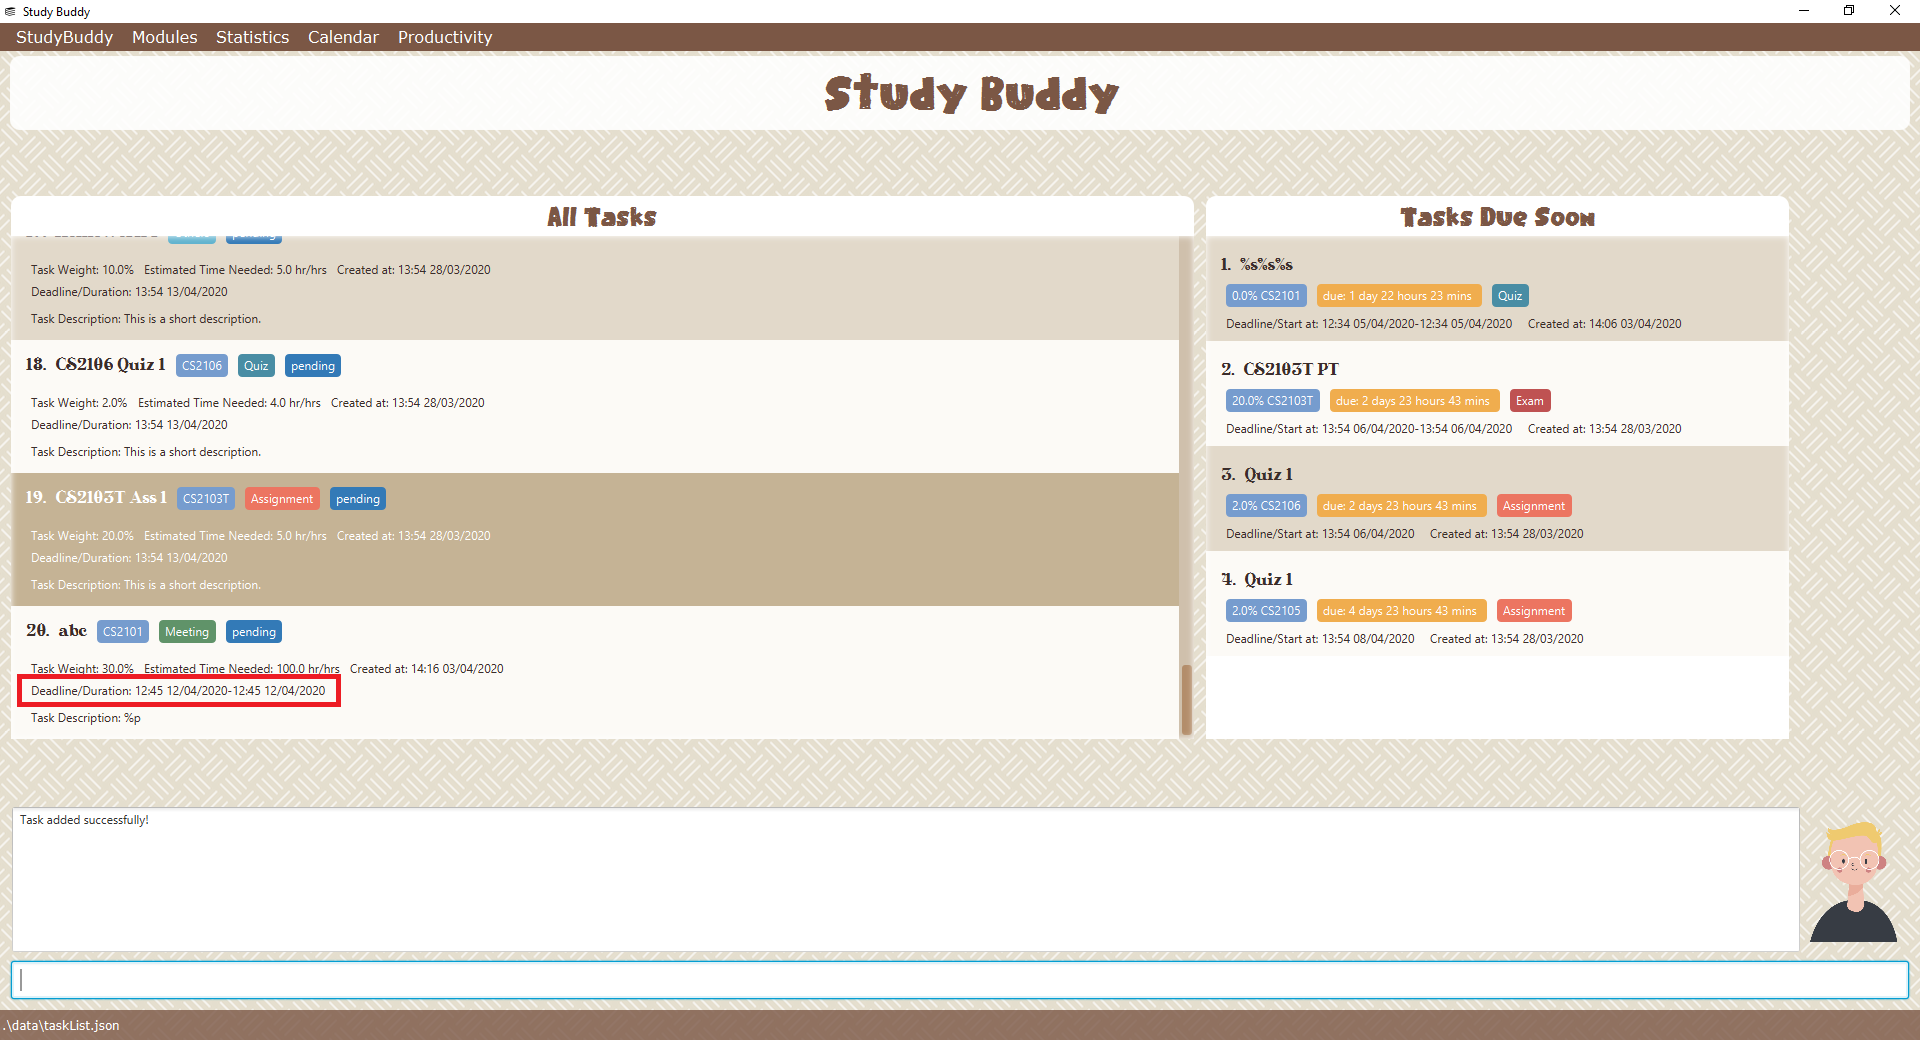 Study Buddy
StudyBuddy Modules Statistics Calendar Productivity
Study Buddy
All Tasks
Task Weight: 10.0% Estimated Time Needed: 5.0 hr/hrs Created at: 13:54 28/03/2020
Deadline/Duration: 13:54 13/04/2020
Task Description: This is a short description.
18. CS2106 Quiz 1 CS2106 Quiz pending
Task Weight: 2.0% Estimated Time Needed: 4.0 hr/hrs Created at: 13:54 28/03/2020
Deadline/Duration: 13:54 13/04/2020
Task Description: This is a short description.
19. CS2103T Ass 1 CS2103T Assignment pending
Task Weight: 20.0% Estimated Time Needed: 5.0 hr/hrs Created at: 13:54 28/03/2020
Deadline/Duration: 13:54 13/04/2020
Task Description: This is a short description.
20. abc CS2101 Meeting pending
Task Weight: 30.0% Estimated Time Needed: 100.0 hr/hrs Created at: 14:16 03/04/2020
Deadline/Duration: 12:45 12/04/2020-12:45 12/04/2020
Task Description: %p
Tasks Due Soon
1. %s%s%s
0.0% CS2101 due: 1 day 22 hours 23 mins Quiz
Deadline/Start at: 12:34 05/04/2020-12:34 05/04/2020 Created at: 14:06 03/04/2020
2. CS2103T PT
20.0% CS2103T due: 2 days 23 hours 43 mins Exam
Deadline/Start at: 13:54 06/04/2020-13:54 06/04/2020 Created at: 13:54 28/03/2020
3. Quiz 1
2.0% CS2106 due: 2 days 23 hours 43 mins Assignment
Deadline/Start at: 13:54 06/04/2020 Created at: 13:54 28/03/2020
4. Quiz 1
2.0% CS2105 due: 4 days 23 hours 43 mins Assignment
Deadline/Start at: 13:54 08/04/2020 Created at: 13:54 28/03/2020
Task added successfully!
.\data\taskList.json